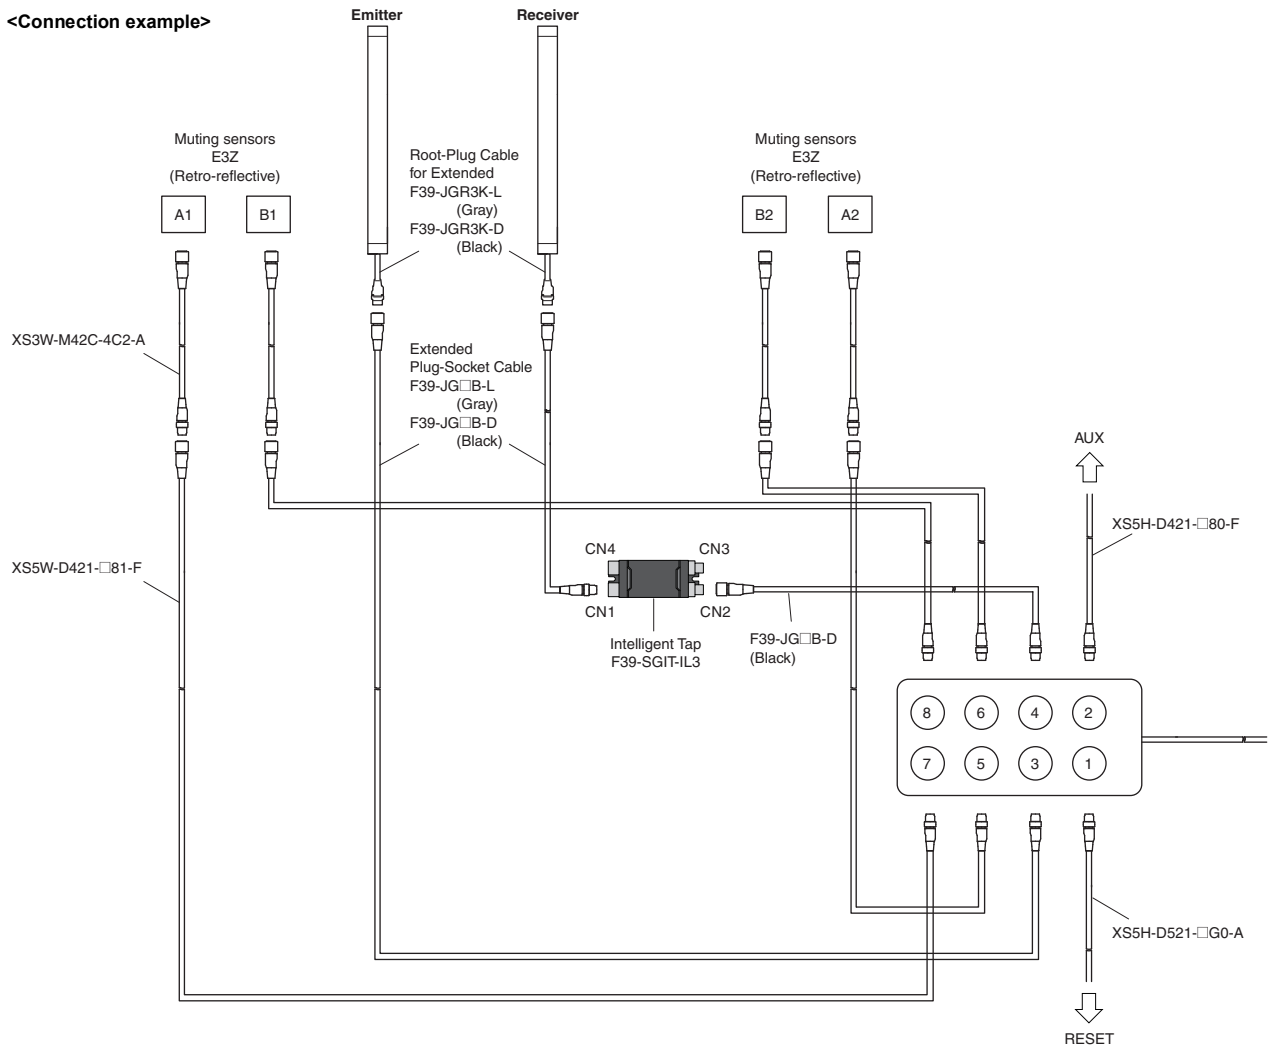 <Connection example>
Emitter
Receiver
Muting sensors
E3Z
(Retro-reflective)
A1
B1
Root-Plug Cable
for Extended
F39-JGR3K-L
(Gray)
F39-JGR3K-D
(Black)
Muting sensors
E3Z
(Retro-reflective)
B2
A2
XS3W-M42C-4C2-A
Extended
Plug-Socket Cable
F39-JG□B-L
(Gray)
F39-JG□B-D
(Black)
AUX
XS5H-D421-□80-F
XS5W-D421-□81-F
CN4
CN3
CN1
CN2
Intelligent Tap
F39-SGIT-IL3
F39-JG□B-D
(Black)
8
6
4
2
7
5
3
1
XS5H-D521-□G0-A
RESET